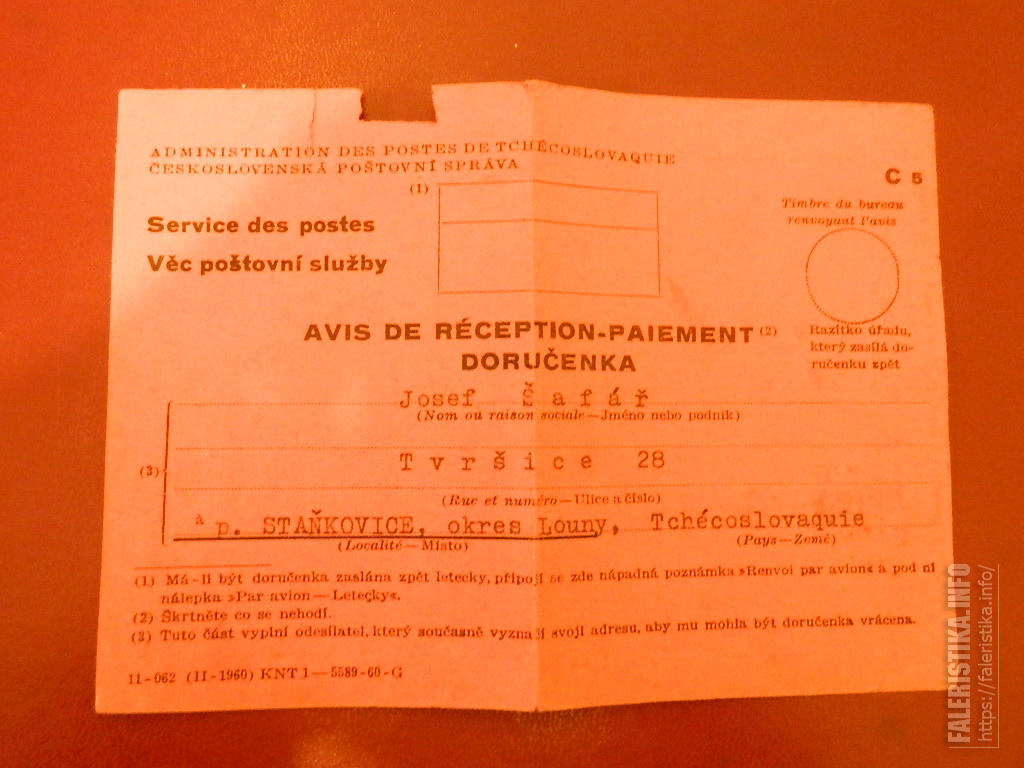 ADMINISTRATION DES POSTES DE TCHÉCOSLOVAQUIE
ČESKOSLOVENSKÁ POŠTOVNÍ SPRÁVA
C 5
(1)
Timbre du bureau
renvoyant l'avis
Service des postes
Věc poštovní služby
AVIS DE RÉCEPTION-PAIEMENT (2)
DORUČENKA
Razítko úřadu,
který zasílá do-
ručenku zpět
Josef Šafář
(Nom ou raison sociale — Jméno nebo podnik)
(3)
Tvršice 28
(Rue et numéro — Ulice a číslo)
à p. STAŇKOVICE, okres Louny, Tchécoslovaquie
(Localité — Místo) (Pays — Země)
(1) Má-li být doručenka zaslána zpět letecky, připojí se zde nápadná poznámka »Renvoi par avion« a pod ní
nálepka »Par avion — Letecky«.
(2) Škrtněte co se nehodí.
(3) Tuto část vyplní odesilatel, který současně vyznačí svoji adresu, aby mu mohla být doručenka vrácena.
11-062 (II-1960) KNT 1 — 5589-60-G
FALERISTIKA.INFO
https://faleristika.info/